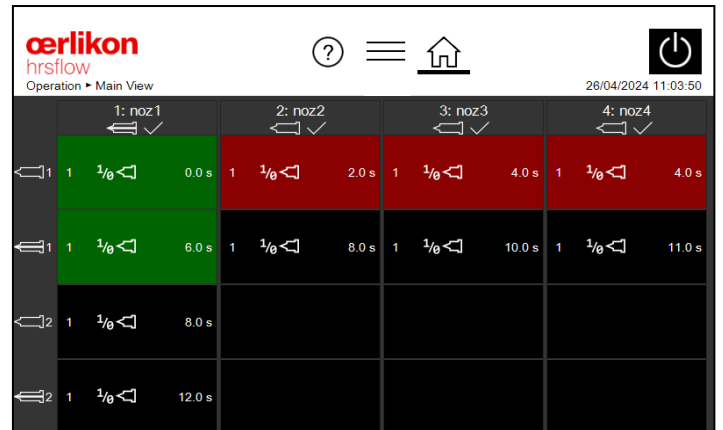 œrlikon
hrsflow
?
Operation ► Main View
26/04/2024 11:03:50
1: noz1 2: noz2 3: noz3 4: noz4
1 1 1/0 0.0 s 1 1/0 2.0 s 1 1/0 4.0 s 1 1/0 4.0 s
1 1 1/0 6.0 s 1 1/0 8.0 s 1 1/0 10.0 s 1 1/0 11.0 s
2 1 1/0 8.0 s
2 1 1/0 12.0 s